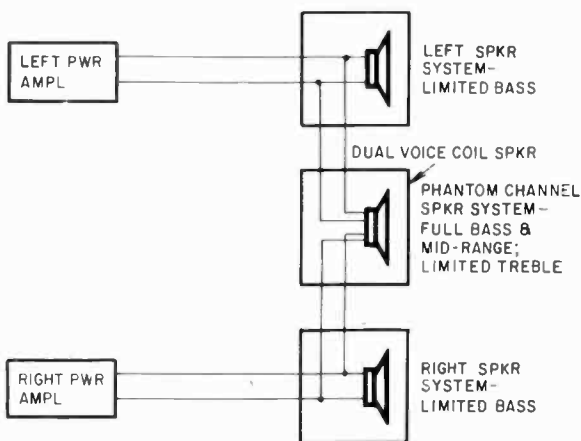 LEFT PWR
AMPL
LEFT SPKR
SYSTEM-
LIMITED BASS
DUAL VOICE COIL SPKR
PHANTOM CHANNEL
SPKR SYSTEM-
FULL BASS &
MID-RANGE;
LIMITED TREBLE
RIGHT PWR
AMPL
RIGHT SPKR
SYSTEM-
LIMITED BASS